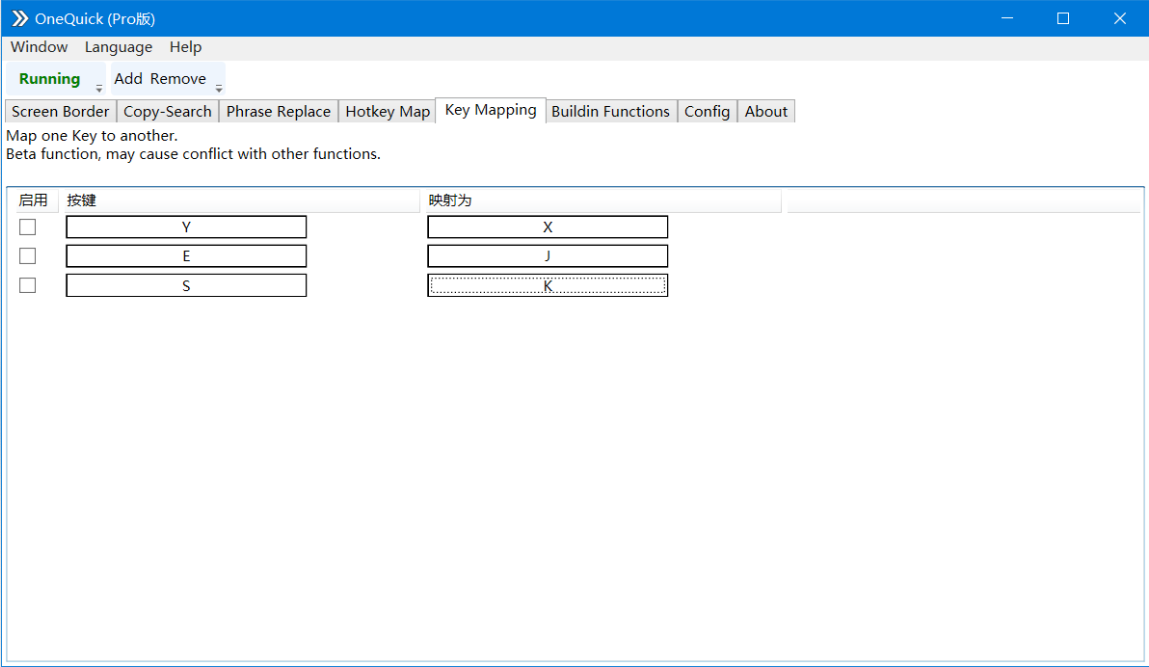 OneQuick (Pro版)
Window Language Help
Running Add Remove
Screen Border Copy-Search Phrase Replace Hotkey Map Key Mapping Buildin Functions Config About
Map one Key to another.
Beta function, may cause conflict with other functions.
启用 按键 映射为
Y X
E J
S K